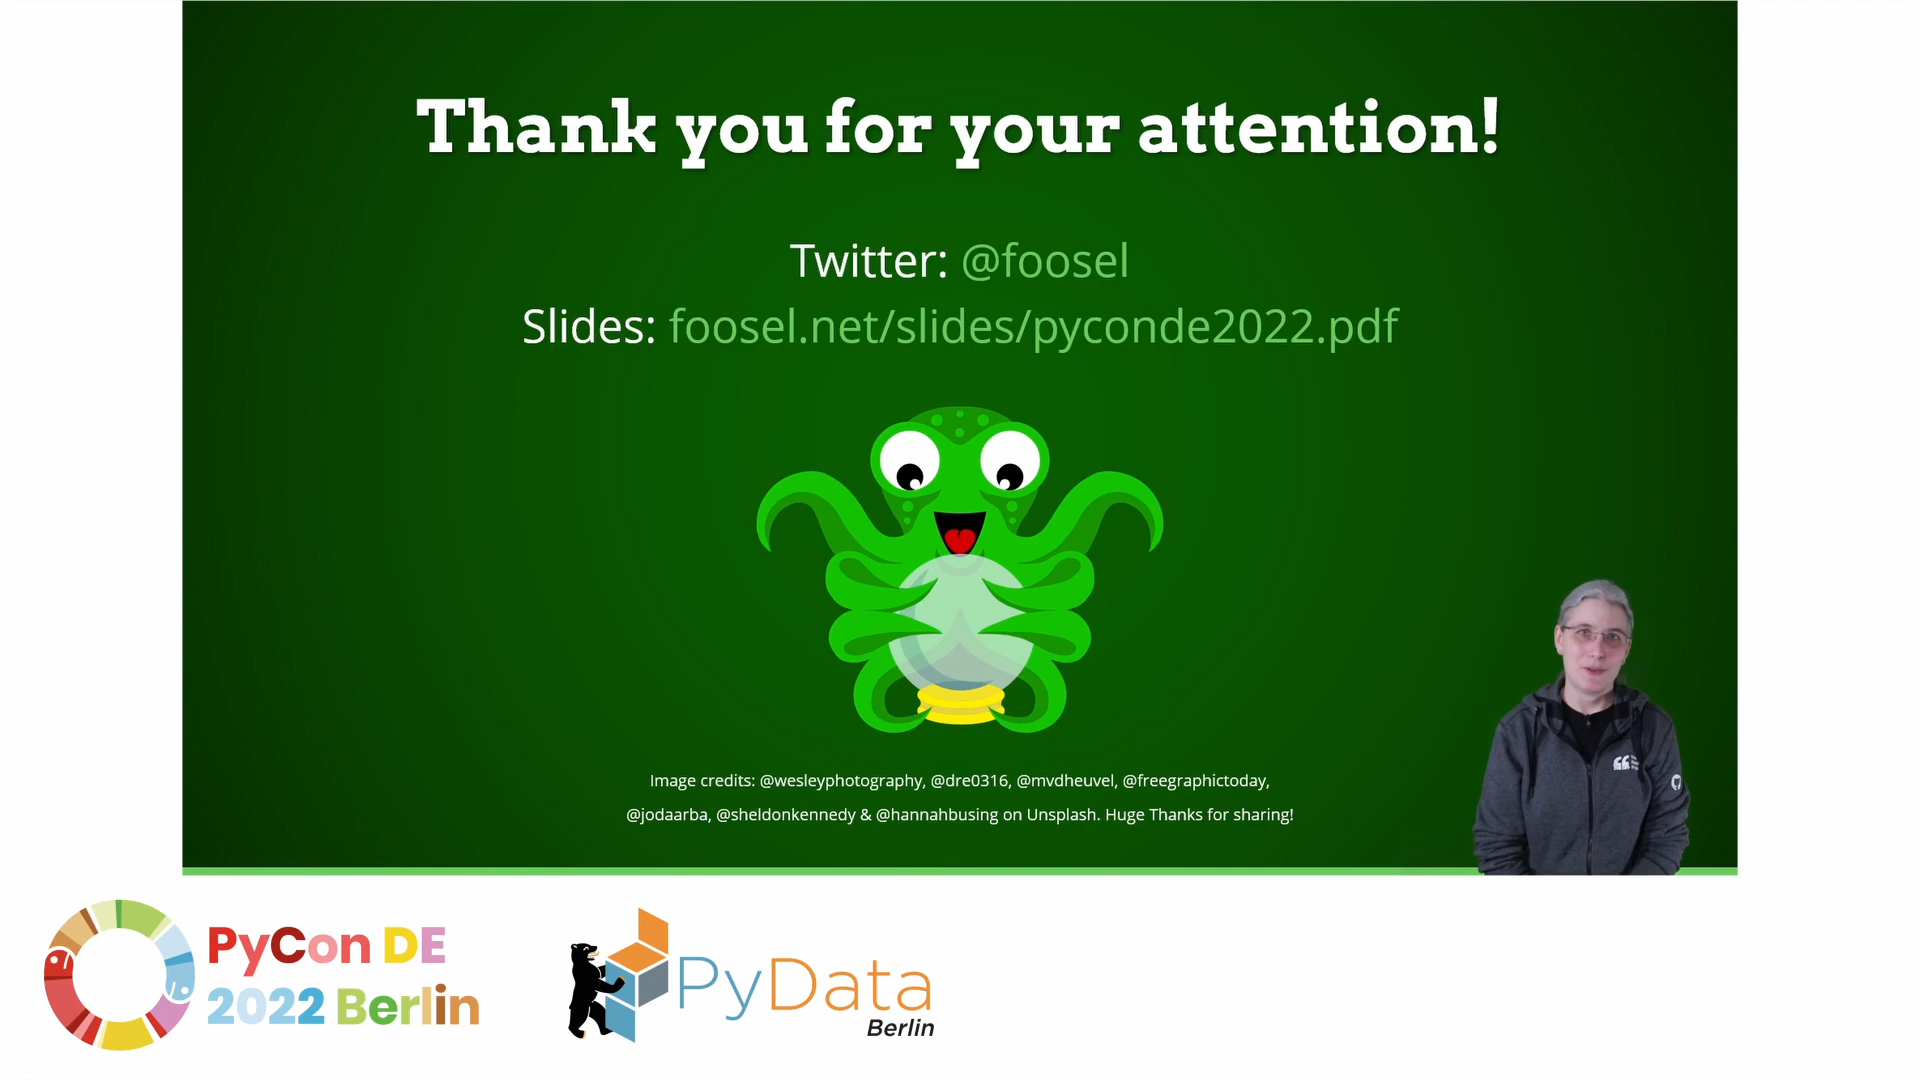 Thank you for your attention!
Twitter: @foosel
Slides: foosel.net/slides/pyconde2022.pdf
Image credits: @wesleyphotography, @dre0316, @mvdheuvel, @freegraphictoday,
@jodaarba, @sheldonkennedy & @hannahbusing on Unsplash. Huge Thanks for sharing!
PyCon DE
2022 Berlin
PyData
Berlin